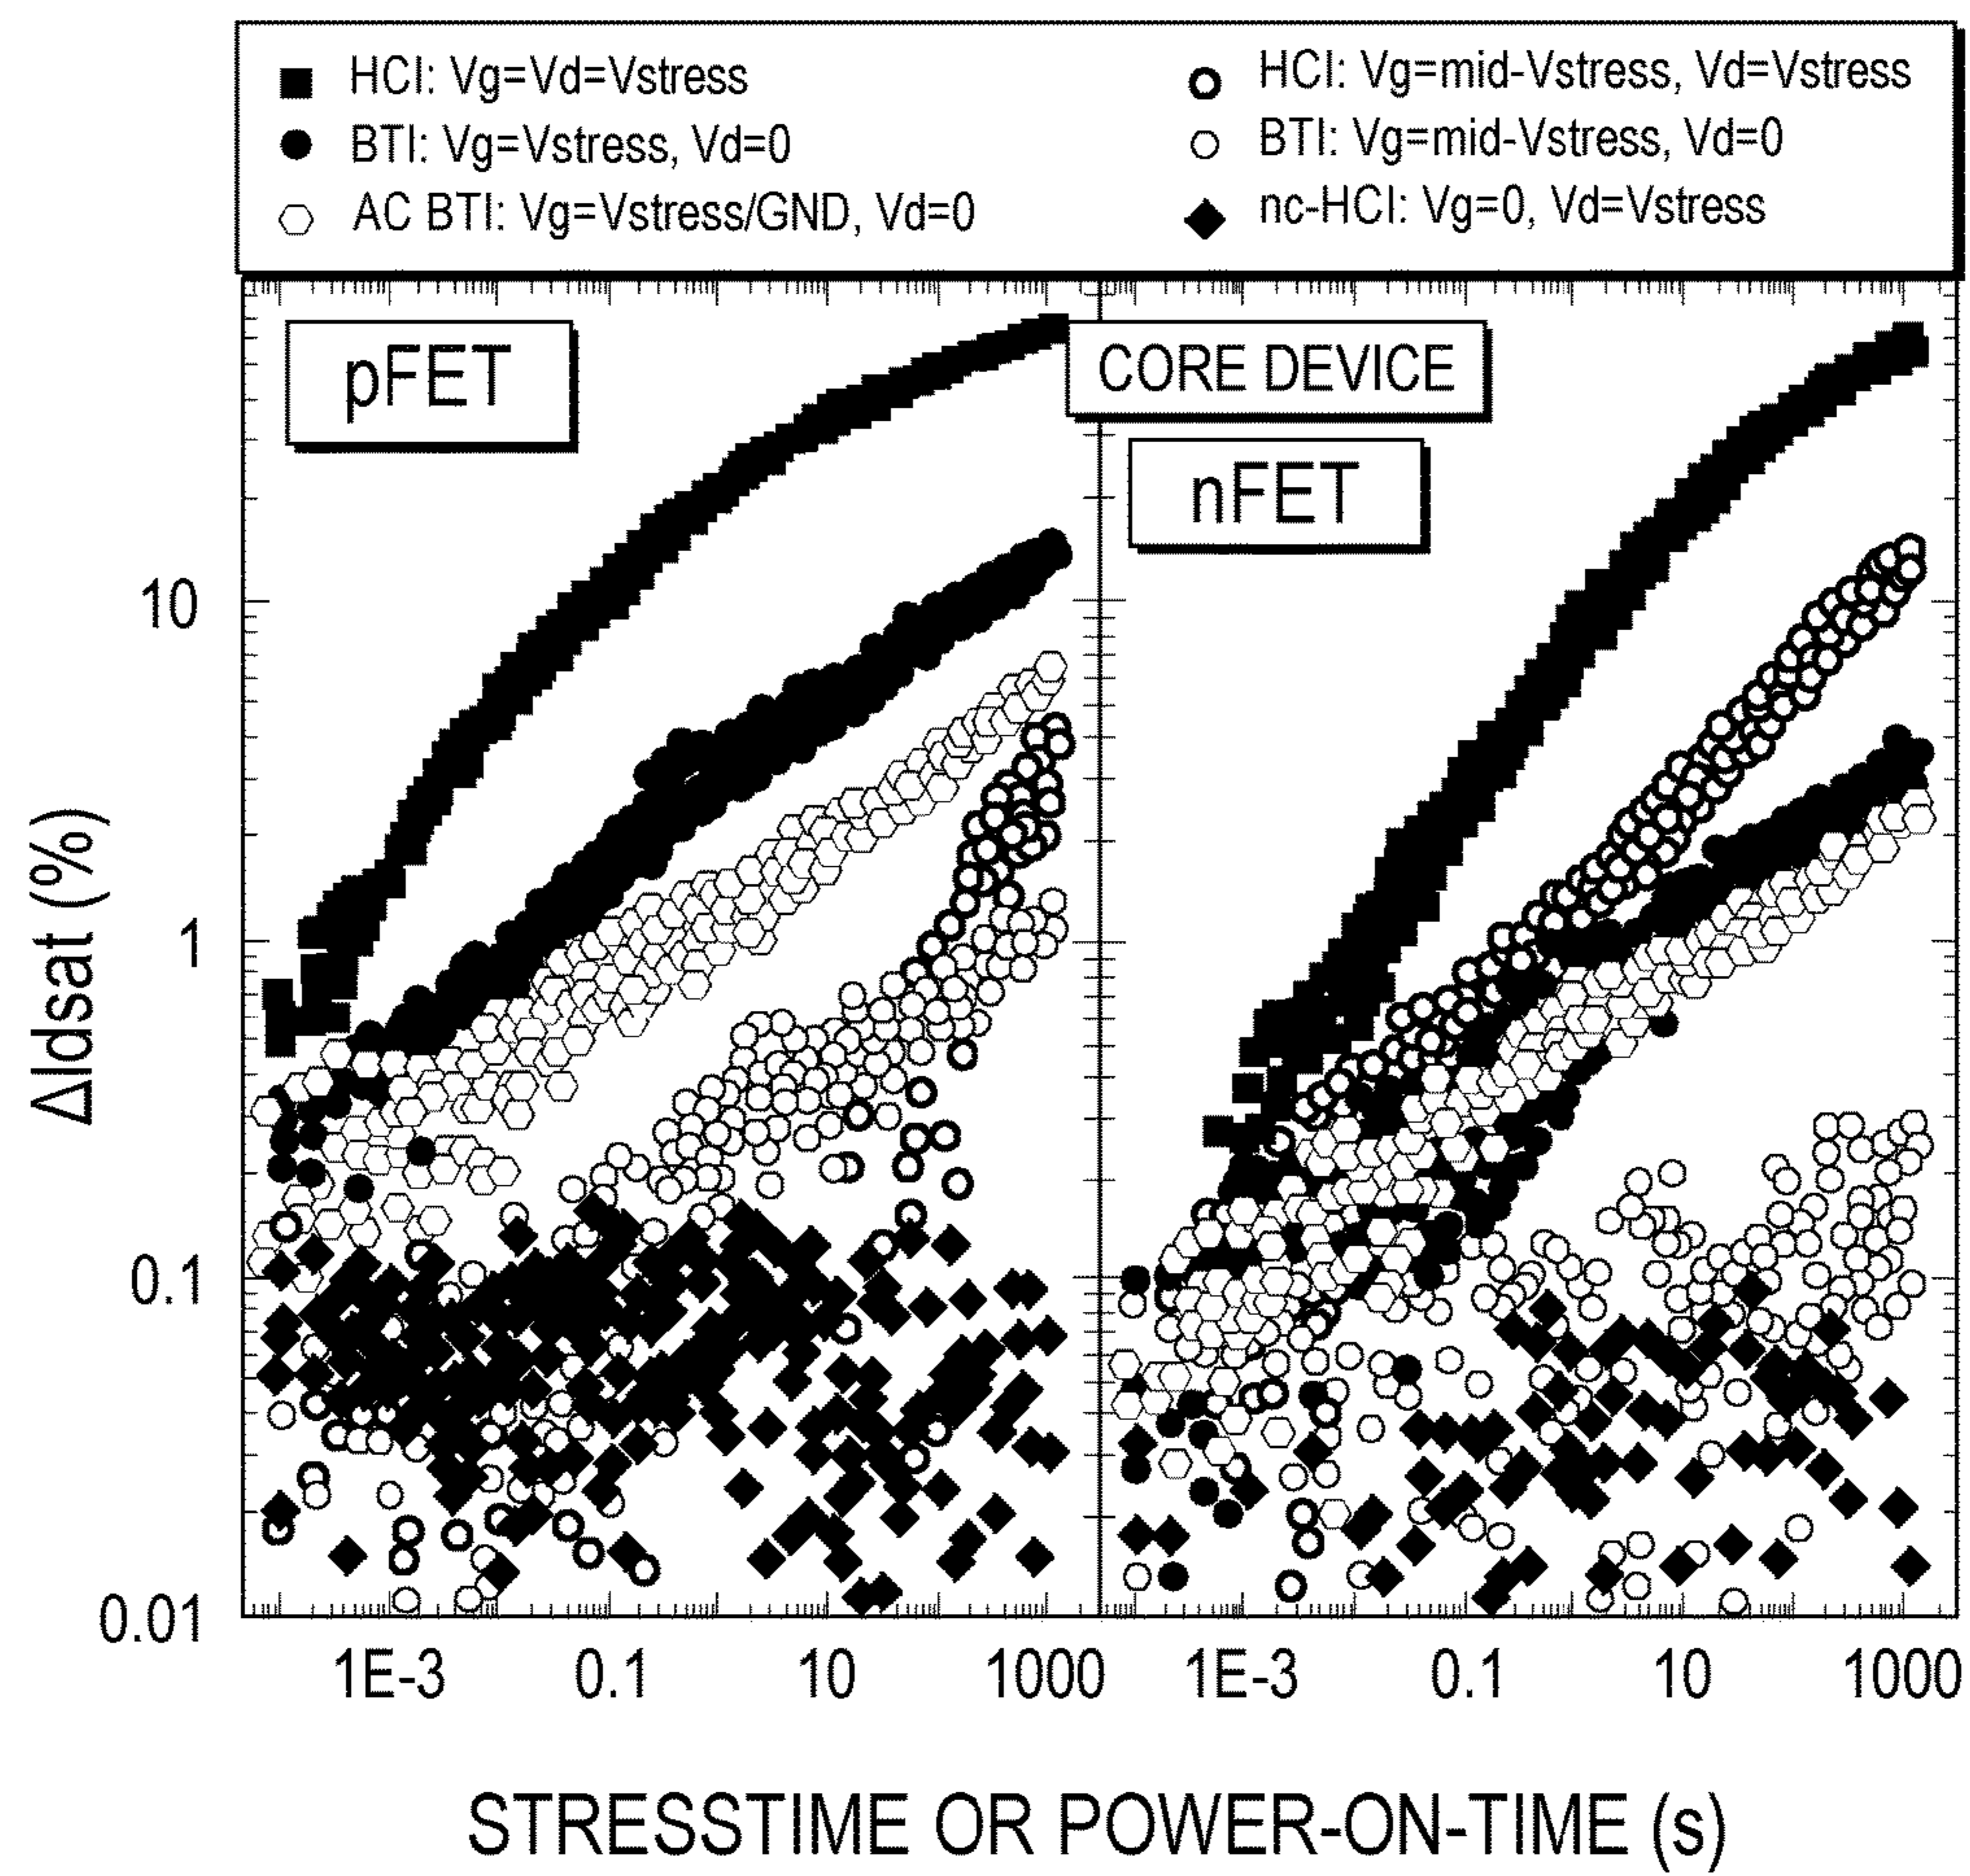 HCI: Vg=Vd=Vstress
BTI: Vg=Vstress, Vd=0
AC BTI: Vg=Vstress/GND, Vd=0
HCI: Vg=mid-Vstress, Vd=Vstress
BTI: Vg=mid-Vstress, Vd=0
nc-HCI: Vg=0, Vd=Vstress
pFET
CORE DEVICE
nFET
ΔIdsat (%)
10
1
0.1
0.01
1E-3 0.1 10 1000 1E-3 0.1 10 1000
STRESSTIME OR POWER-ON-TIME (s)